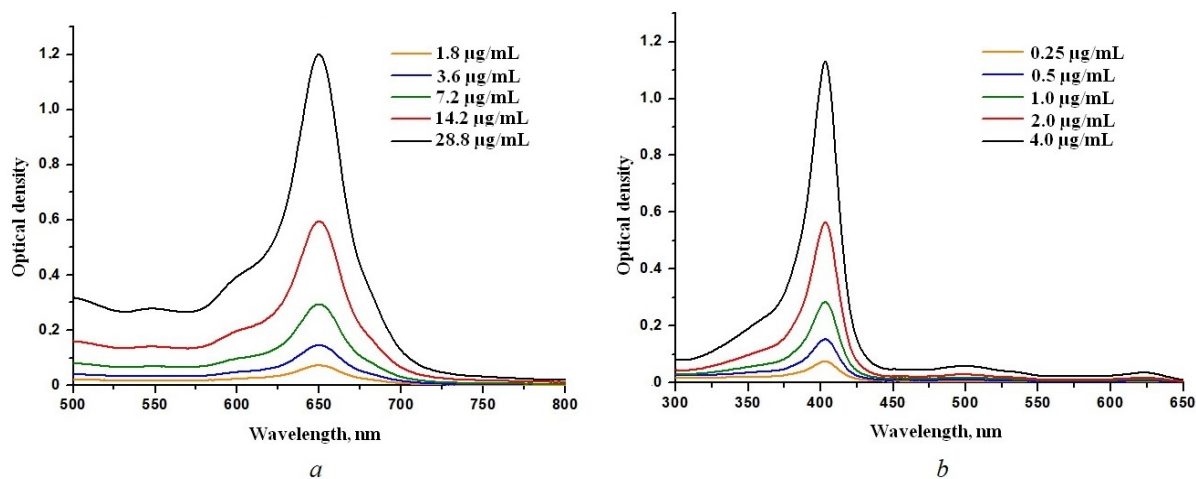 1.2
1.0
0.8
0.6
0.4
0.2
0
500 550 600 650 700 750 800
Optical density
Wavelength, nm
1.8 μg/mL
3.6 μg/mL
7.2 μg/mL
14.2 μg/mL
28.8 μg/mL
a
1.2
1.0
0.8
0.6
0.4
0.2
0
300 350 400 450 500 550 600 650
Optical density
Wavelength, nm
0.25 μg/mL
0.5 μg/mL
1.0 μg/mL
2.0 μg/mL
4.0 μg/mL
b